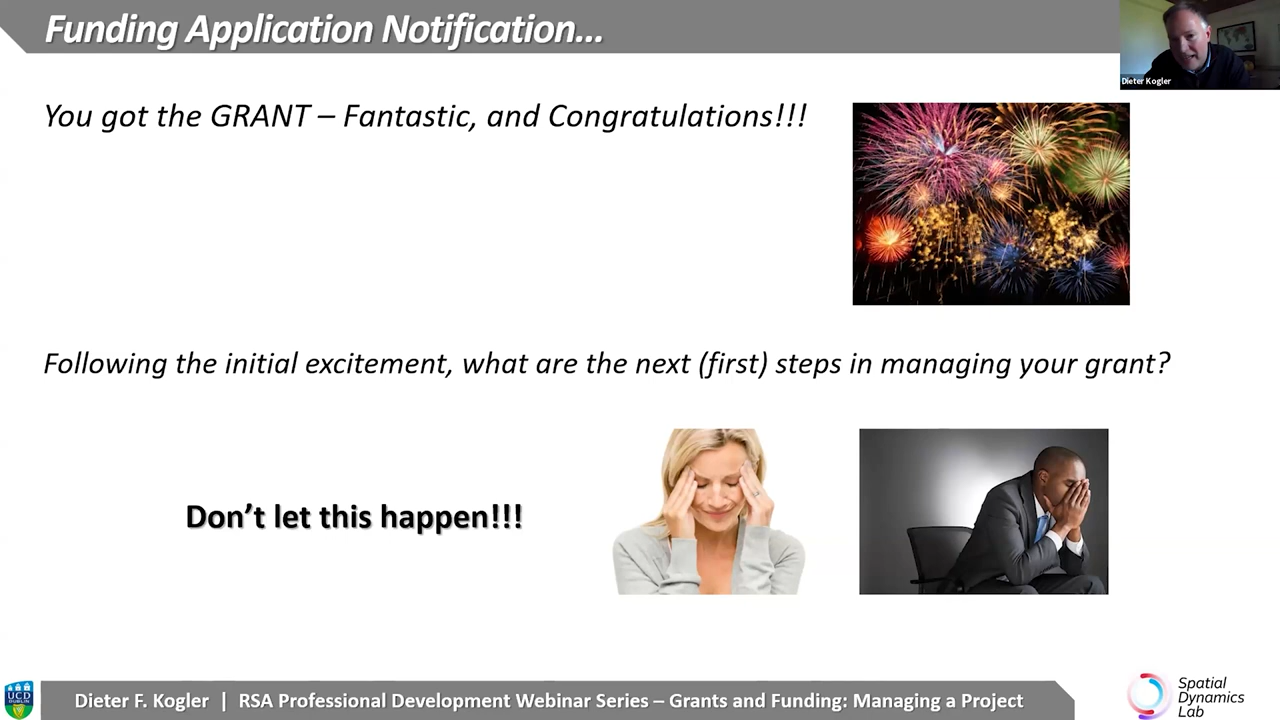 Funding Application Notification...
Dieter Kogler
You got the GRANT – Fantastic, and Congratulations!!!
Following the initial excitement, what are the next (first) steps in managing your grant?
Don't let this happen!!!
UCD
DUBLIN
Dieter F. Kogler | RSA Professional Development Webinar Series – Grants and Funding: Managing a Project
Spatial
Dynamics
Lab